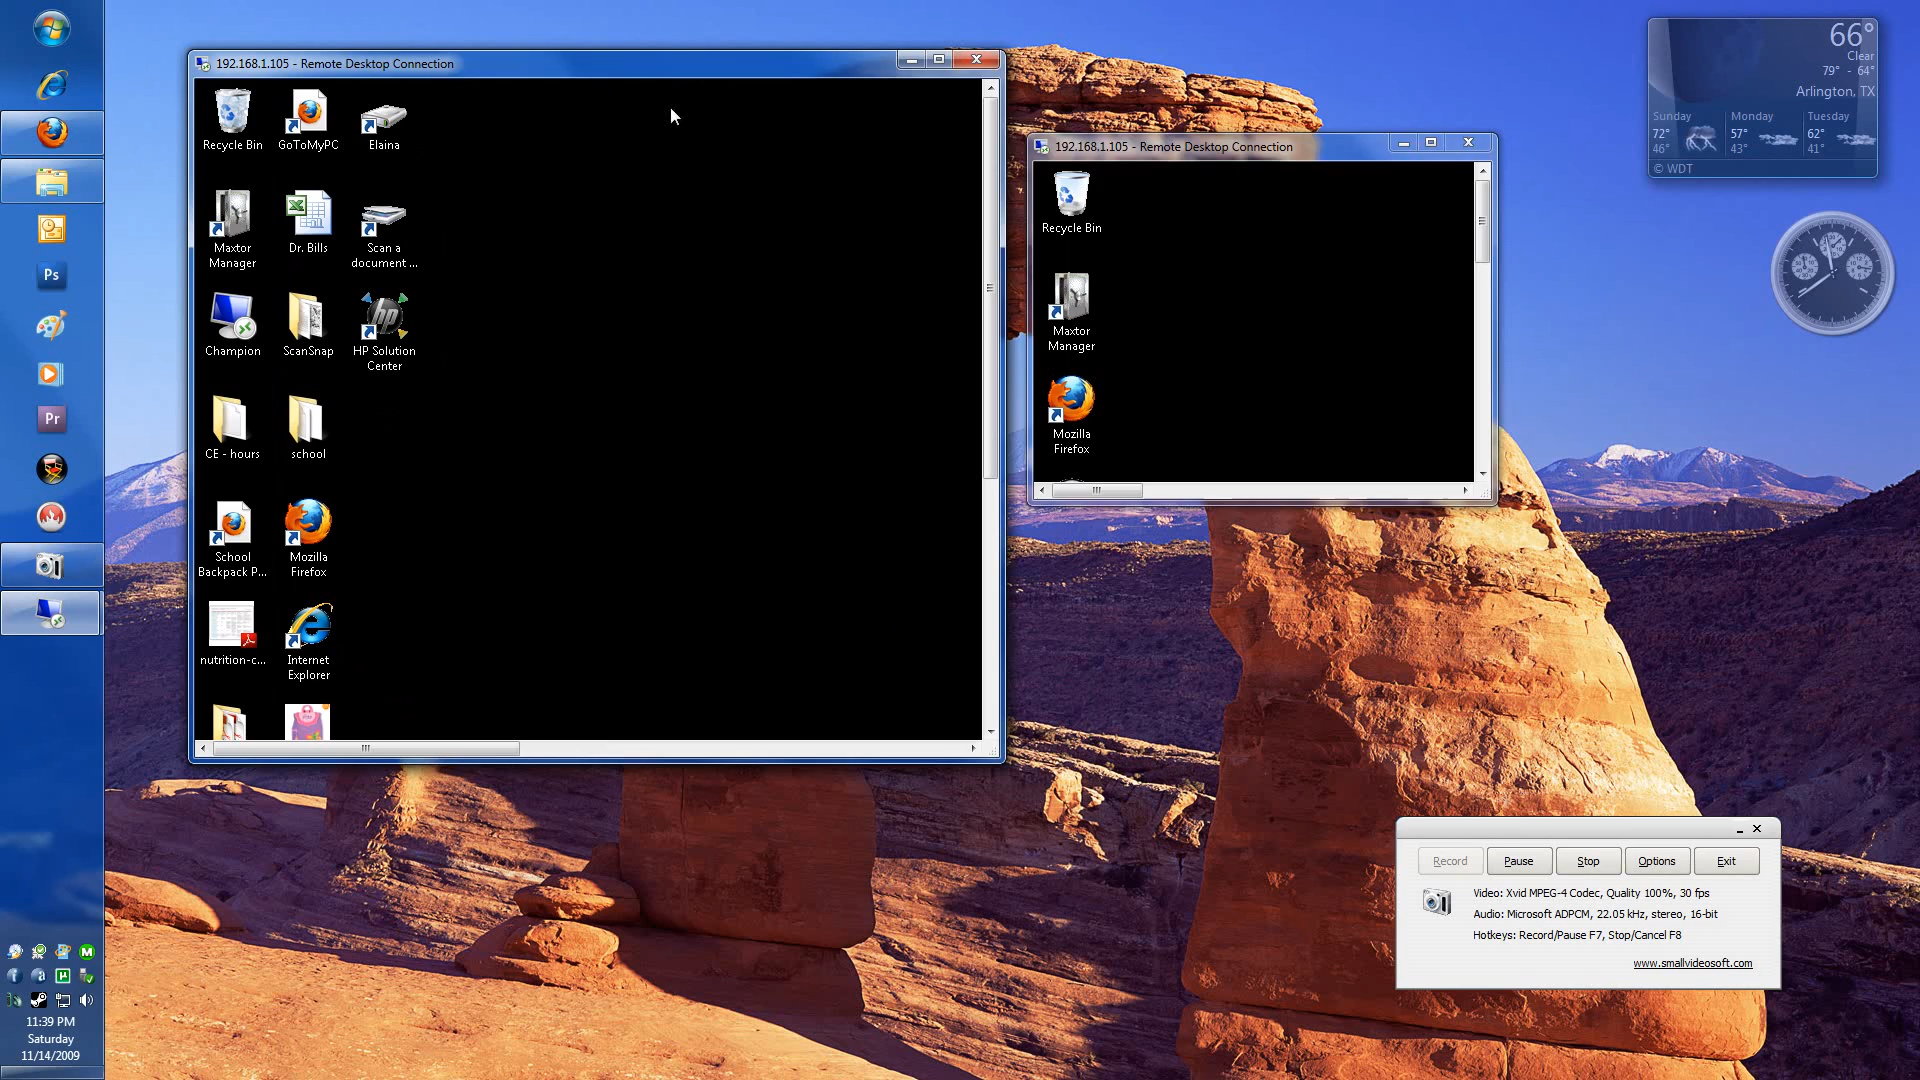 192.168.1.105 - Remote Desktop Connection
Recycle Bin
GoToMyPC
Elaina
Maxtor
Manager
Dr. Bills
Scan a
document ...
Champion
ScanSnap
HP Solution
Center
CE - hours
school
School
Backpack P...
Mozilla
Firefox
nutrition-c...
Internet
Explorer
192.168.1.105 - Remote Desktop Connection
Recycle Bin
Maxtor
Manager
Mozilla
Firefox
66°
Clear
79° - 64°
Arlington, TX
Sunday
72°
46°
Monday
57°
43°
Tuesday
62°
41°
© WDT
Ps
Pr
Record
Pause
Stop
Options
Exit
Video: Xvid MPEG-4 Codec, Quality 100%, 30 fps
Audio: Microsoft ADPCM, 22.05 kHz, stereo, 16-bit
Hotkeys: Record/Pause F7, Stop/Cancel F8
www.smallvideosoft.com
11:39 PM
Saturday
11/14/2009